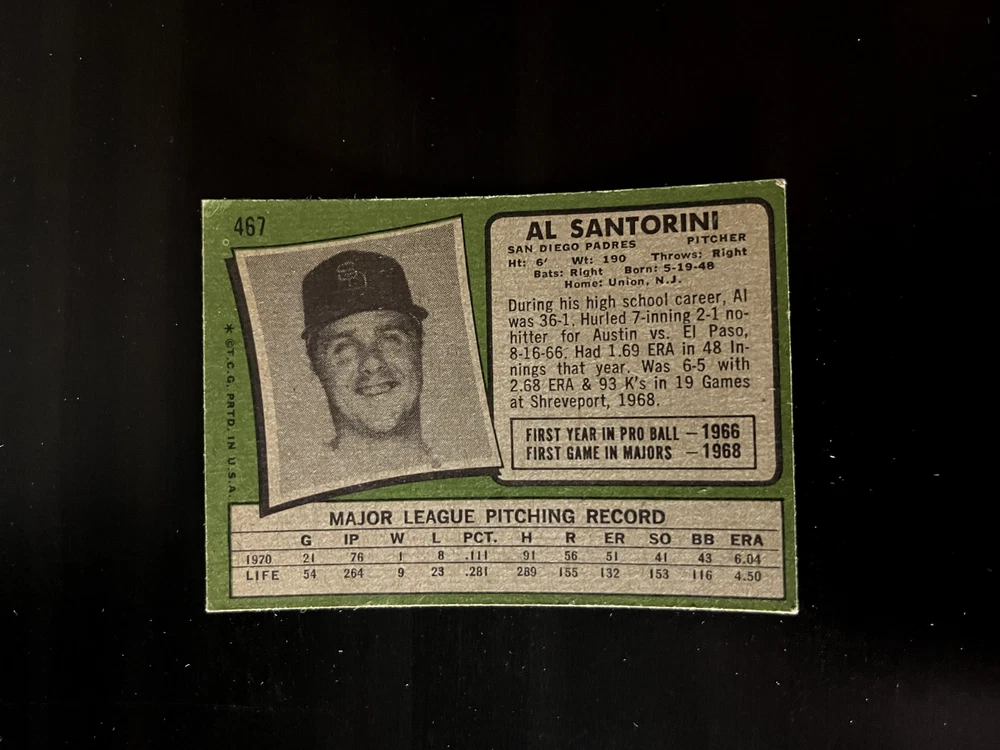 467
AL SANTORINI
SAN DIEGO PADRES PITCHER
Ht: 6' Wt: 190 Throws: Right
Bats: Right Born: 5-19-48
Home: Union, N.J.
During his high school career, Al
was 36-1. Hurled 7-inning 2-1 no-
hitter for Austin vs. El Paso,
8-16-66. Had 1.69 ERA in 48 In-
nings that year. Was 6-5 with
2.68 ERA & 93 K's in 19 Games
at Shreveport, 1968.
FIRST YEAR IN PRO BALL — 1966
FIRST GAME IN MAJORS — 1968
SD
* ©T.C.G. PRTD. IN U.S.A.
MAJOR LEAGUE PITCHING RECORD
G IP W L PCT. H R ER SO BB ERA
1970 21 76 1 8 .111 91 56 51 41 43 6.04
LIFE 54 264 9 23 .281 289 155 132 153 116 4.50